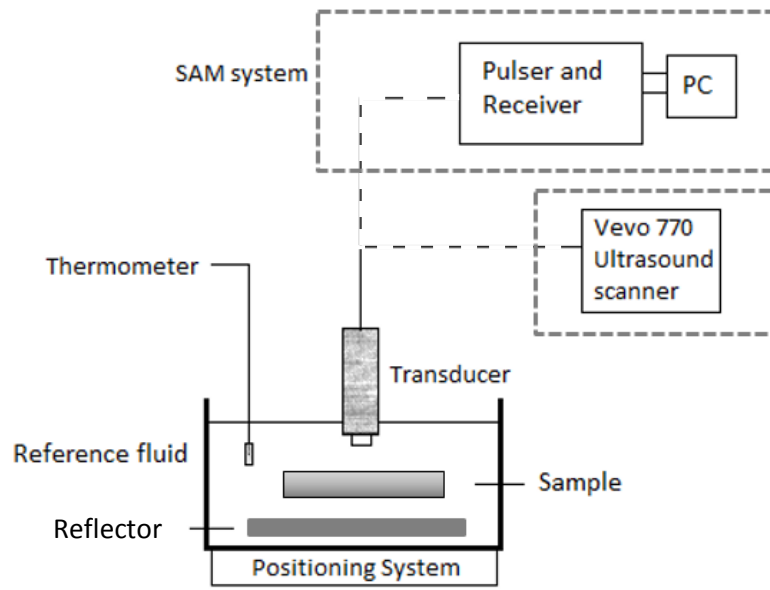 SAM system
Pulser and
Receiver
PC
Vevo 770
Ultrasound
scanner
Thermometer
Transducer
Reference fluid
Sample
Reflector
Positioning System